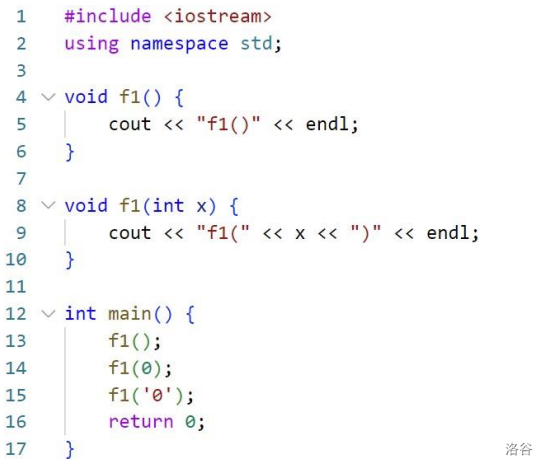 1 #include <iostream>
2 using namespace std;
3
4 void f1() {
5     cout << "f1()" << endl;
6 }
7
8 void f1(int x) {
9     cout << "f1(" << x << ")" << endl;
10 }
11
12 int main() {
13     f1();
14     f1(0);
15     f1('0');
16     return 0;
17 }
洛谷